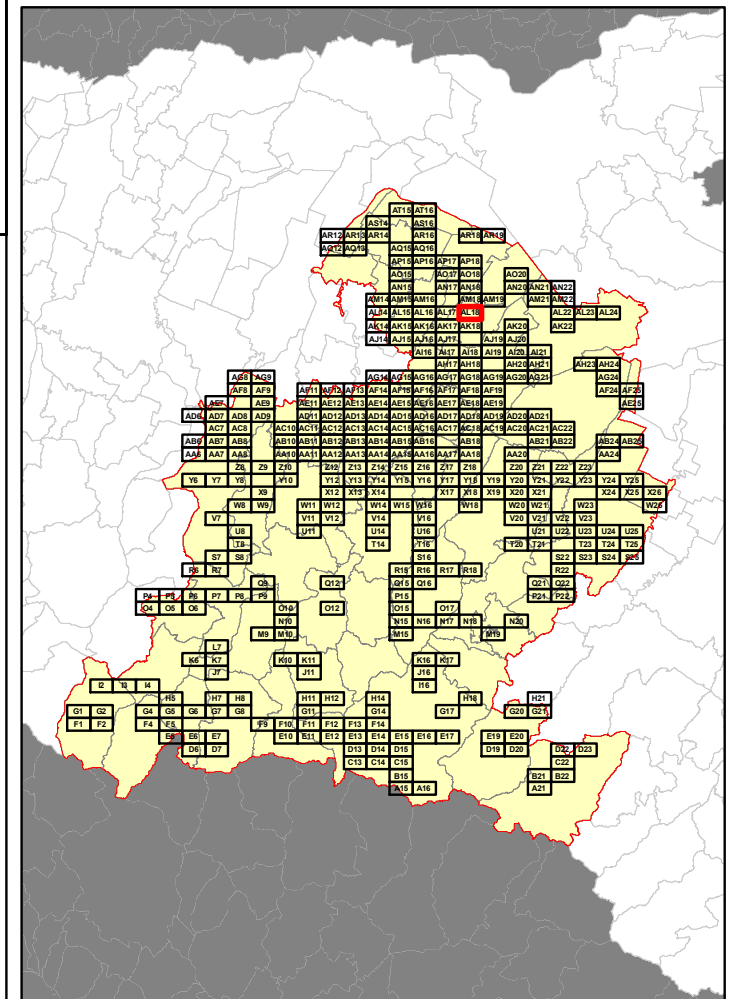 AT15 AT16
AS14 AS16
AR12 AR13 AR14 AR16 AR18 AR19
AQ12 AQ13 AQ15 AQ16
AP15 AP16 AP17 AP18
AO15 AO17 AO18 AO20
AN15 AN17 AN18 AN20 AN21 AN22
AM14 AM15 AM16 AM18 AM19 AM21 AM22
AL14 AL15 AL16 AL17 AL18 AL22 AL23 AL24
AK14 AK15 AK16 AK17 AK18 AK20 AK22
AJ14 AJ15 AJ16 AJ17 AJ19 AJ20
AI16 AI17 AI18 AI19 AI20 AI21
AH17 AH18 AH20 AH21 AH23 AH24
AG8 AG9 AG14 AG15 AG16 AG17 AG18 AG19 AG20 AG21 AG24
AF8 AF9 AF11 AF12 AF13 AF14 AF15 AF16 AF17 AF18 AF19 AF24 AF25
AE7 AE9 AE11 AE12 AE13 AE14 AE15 AE16 AE17 AE18 AE19 AE25
AD6 AD7 AD8 AD9 AD11 AD12 AD13 AD14 AD15 AD16 AD17 AD18 AD19 AD20 AD21
AC7 AC8 AC10 AC11 AC12 AC13 AC14 AC15 AC16 AC17 AC18 AC19 AC20 AC21 AC22
AB6 AB7 AB8 AB10 AB11 AB12 AB13 AB14 AB15 AB16 AB18 AB21 AB22 AB24 AB25
AA6 AA7 AA8 AA10 AA11 AA12 AA13 AA14 AA15 AA16 AA17 AA18 AA20 AA24
Z8 Z9 Z10 Z12 Z13 Z14 Z15 Z16 Z17 Z18 Z20 Z21 Z22 Z23
Y6 Y7 Y8 Y10 Y12 Y13 Y14 Y15 Y16 Y17 Y18 Y19 Y20 Y21 Y22 Y23 Y24 Y25
X9 X12 X13 X14 X17 X18 X19 X20 X21 X24 X25 X26
W8 W9 W11 W12 W14 W15 W16 W18 W20 W21 W23 W26
V7 V11 V12 V14 V16 V20 V21 V22 V23
U8 U11 U14 U16 U21 U22 U23 U24 U25
T8 T14 T16 T20 T21 T23 T24 T25
S7 S8 S16 S22 S23 S24 S25
R6 R7 R15 R16 R17 R18 R22
Q9 Q12 Q15 Q16 Q21 Q22
P4 P5 P6 P7 P8 P9 P15 P21 P22
O4 O5 O6 O10 O12 O15 O17
N10 N15 N16 N17 N18 N20
M9 M10 M15 M19
L7
K6 K7 K10 K11 K16 K17
J7 J11 J16
I2 I3 I4 I16
H5 H7 H8 H11 H12 H14 H18 H21
G1 G2 G4 G5 G6 G7 G8 G11 G14 G17 G20 G21
F1 F2 F4 F5 F9 F10 F11 F12 F13 F14
E5 E6 E7 E10 E11 E12 E13 E14 E15 E16 E17 E19 E20
D6 D7 D13 D14 D15 D19 D20 D22 D23
C13 C14 C15 C22
B15 B21 B22
A15 A16 A21